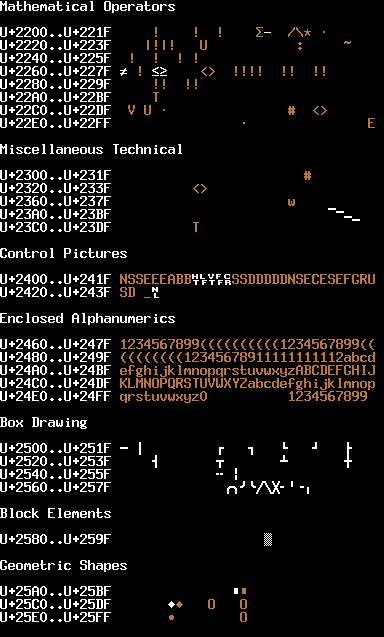 Mathematical Operators
U+2200..U+221F ! ! ! Σ− /\* ·
U+2220..U+223F !!!! U : ~
U+2240..U+225F ! ! ! !
U+2260..U+227F ≠ ! ≤≥ <> !!!! !! !!
U+2280..U+229F !! !!
U+22A0..U+22BF T
U+22C0..U+22DF V U · # <>
U+22E0..U+22FF · E
Miscellaneous Technical
U+2300..U+231F #
U+2320..U+233F <>
U+2360..U+237F w
U+23A0..U+23BF ⎺⎻⎼⎽
U+23C0..U+23DF T
Control Pictures
U+2400..U+241F NSSEEEABB␉␊␋␌␍SSDDDDDNSECESEFGRU
U+2420..U+243F SD _␤
Enclosed Alphanumerics
U+2460..U+247F 1234567899((((((((((1234567899((
U+2480..U+249F ((((((((12345678911111111112abcd
U+24A0..U+24BF efghijklmnopqrstuvwxyzABCDEFGHIJ
U+24C0..U+24DF KLMNOPQRSTUVWXYZabcdefghijklmnop
U+24E0..U+24FF qrstuvwxyz0 1234567899
Box Drawing
U+2500..U+251F ─ │ ┌ ┐ └ ┘ ├
U+2520..U+253F ┤ ┬ ┴ ┼
U+2540..U+255F ╌ ╎
U+2560..U+257F ╭╮╯╰╱╲╳╴╵╶╷
Block Elements
U+2580..U+259F ▒
Geometric Shapes
U+25A0..U+25BF ▮▮
U+25C0..U+25DF ◆◆ O O
U+25E0..U+25FF • O